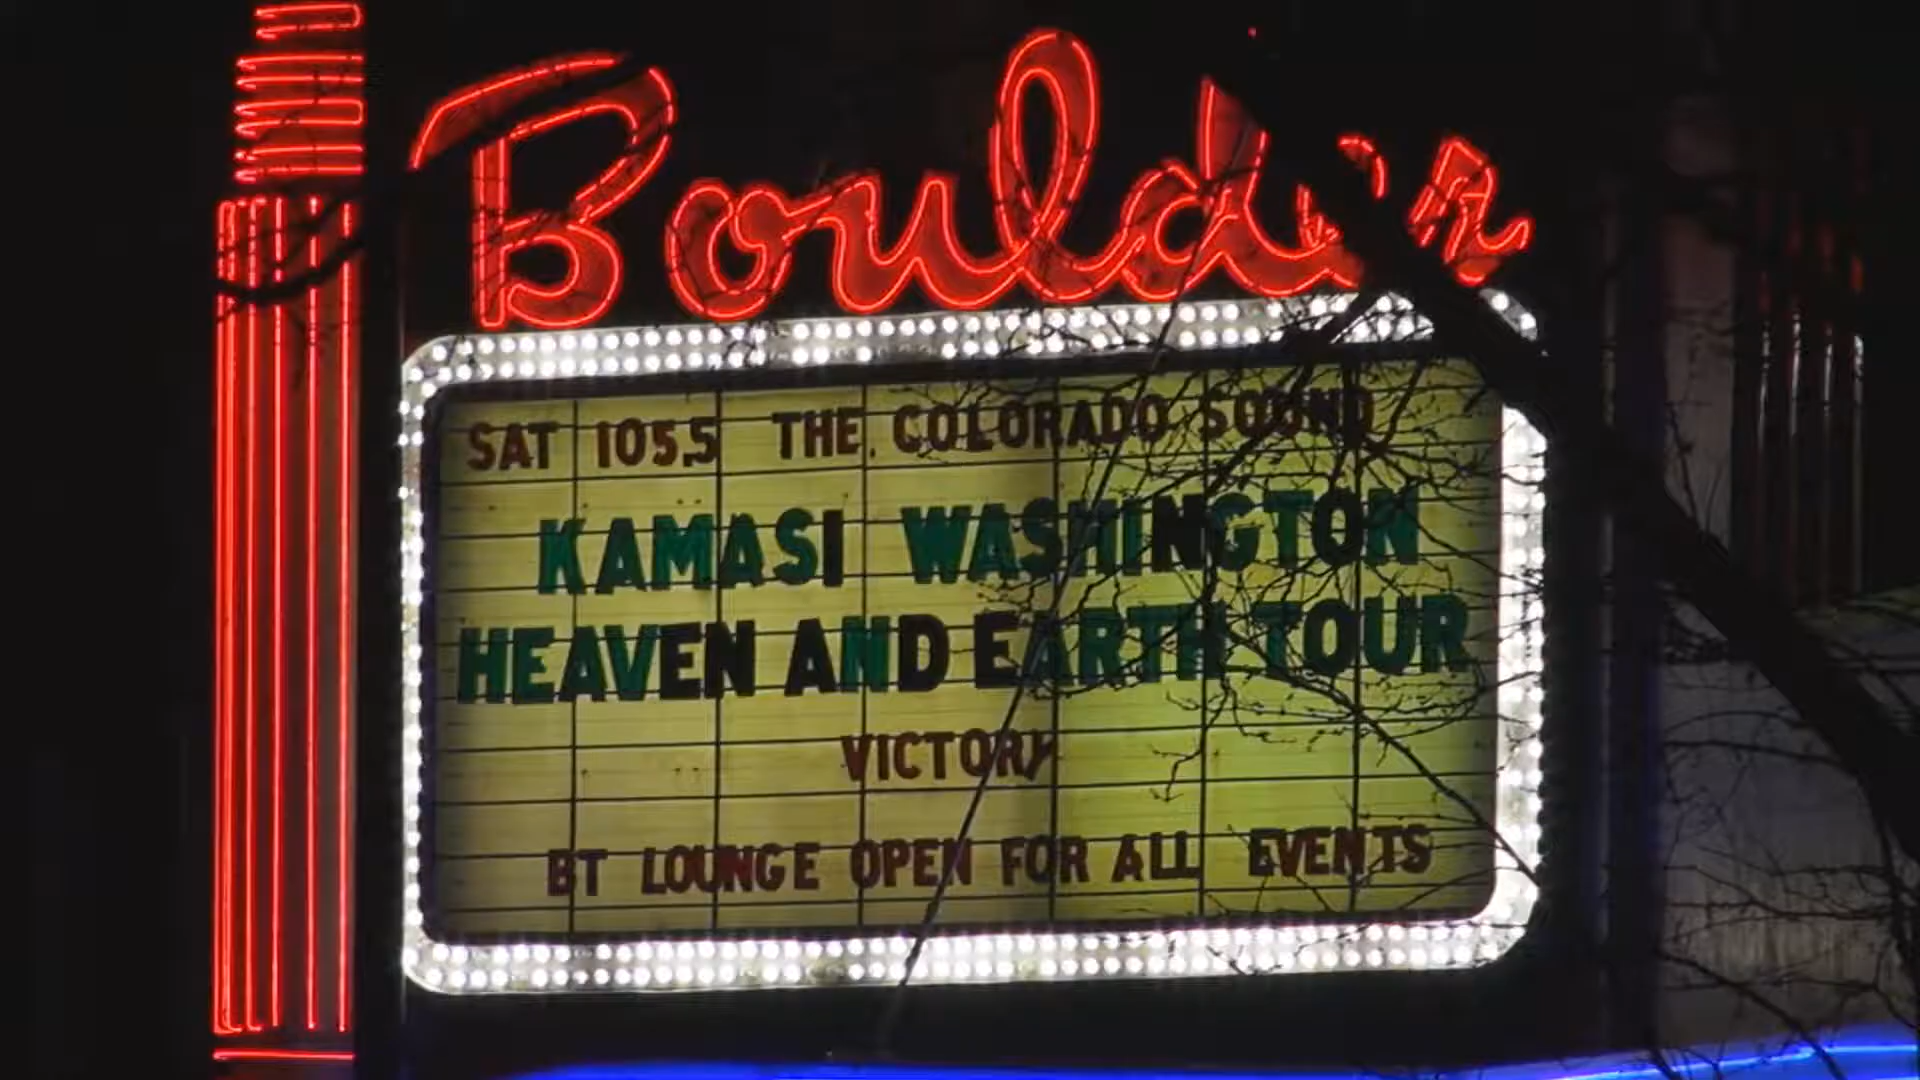 Boulder
SAT 105.5 THE COLORADO SOUND
KAMASI WASHINGTON
HEAVEN AND EARTH TOUR
VICTORY
BT LOUNGE OPEN FOR ALL EVENTS